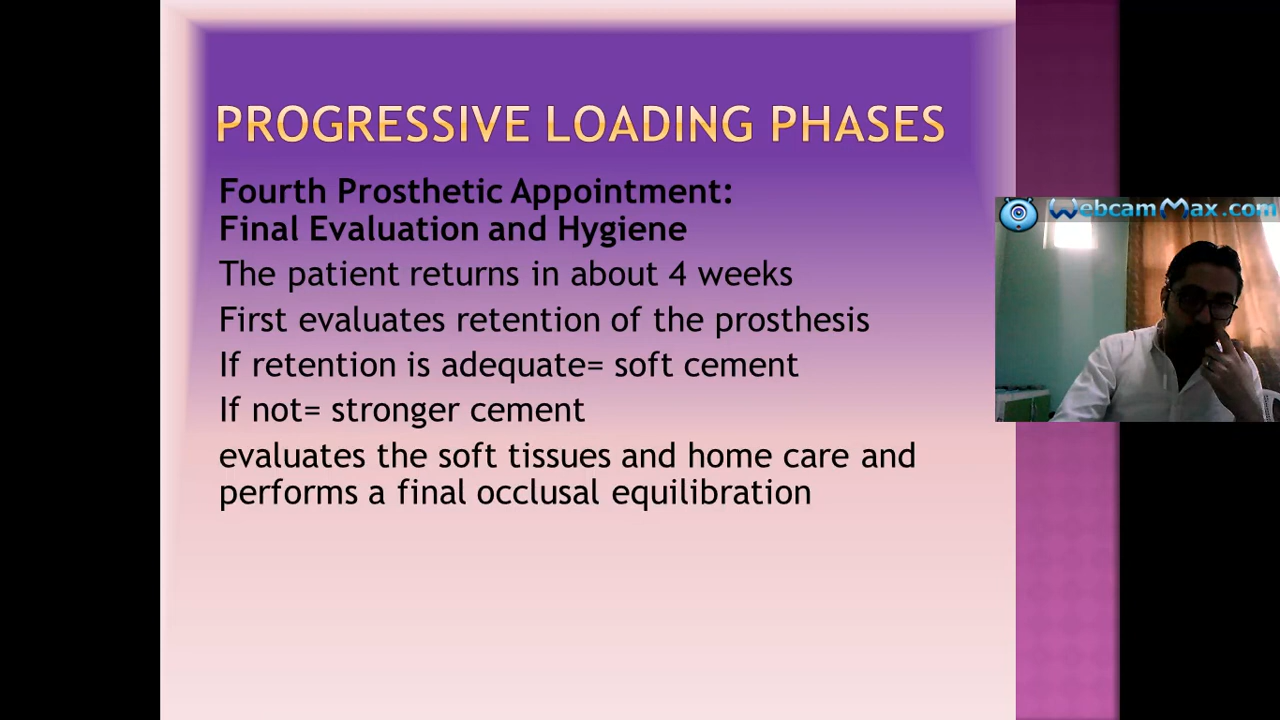 PROGRESSIVE LOADING PHASES
Fourth Prosthetic Appointment:
Final Evaluation and Hygiene
The patient returns in about 4 weeks
First evaluates retention of the prosthesis
If retention is adequate= soft cement
If not= stronger cement
evaluates the soft tissues and home care and
performs a final occlusal equilibration
WebcamMax.com